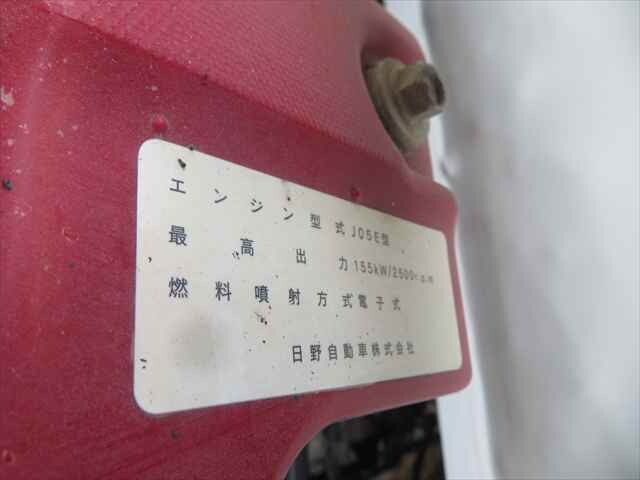 エンジン型式 J05E型
最高出力 155kW/2500r.p.m
燃料噴射方式 電子式
日野自動車株式会社